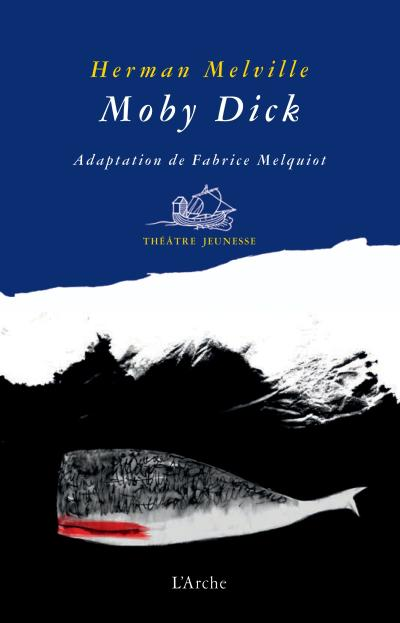 Herman Melville
Moby Dick
Adaptation de Fabrice Melquiot
THÉÂTRE JEUNESSE
L'Arche